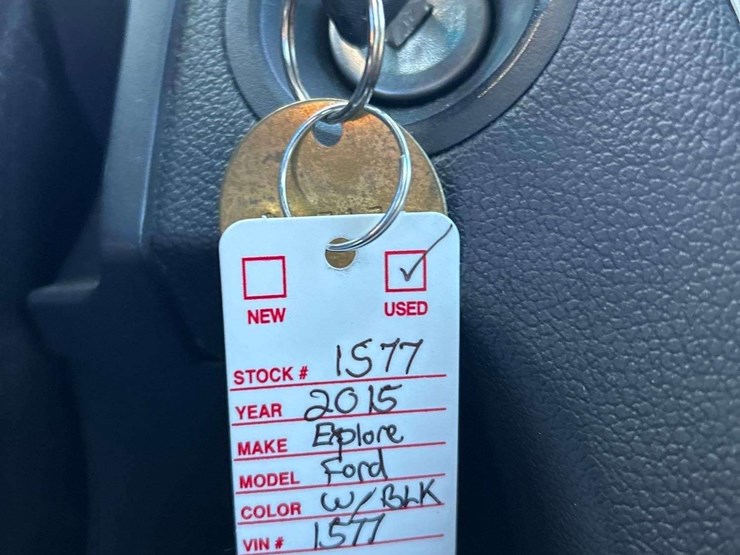 NEW USED
STOCK # 1577
YEAR 2015
MAKE Explore
MODEL Ford
COLOR W/BLK
VIN # 1577